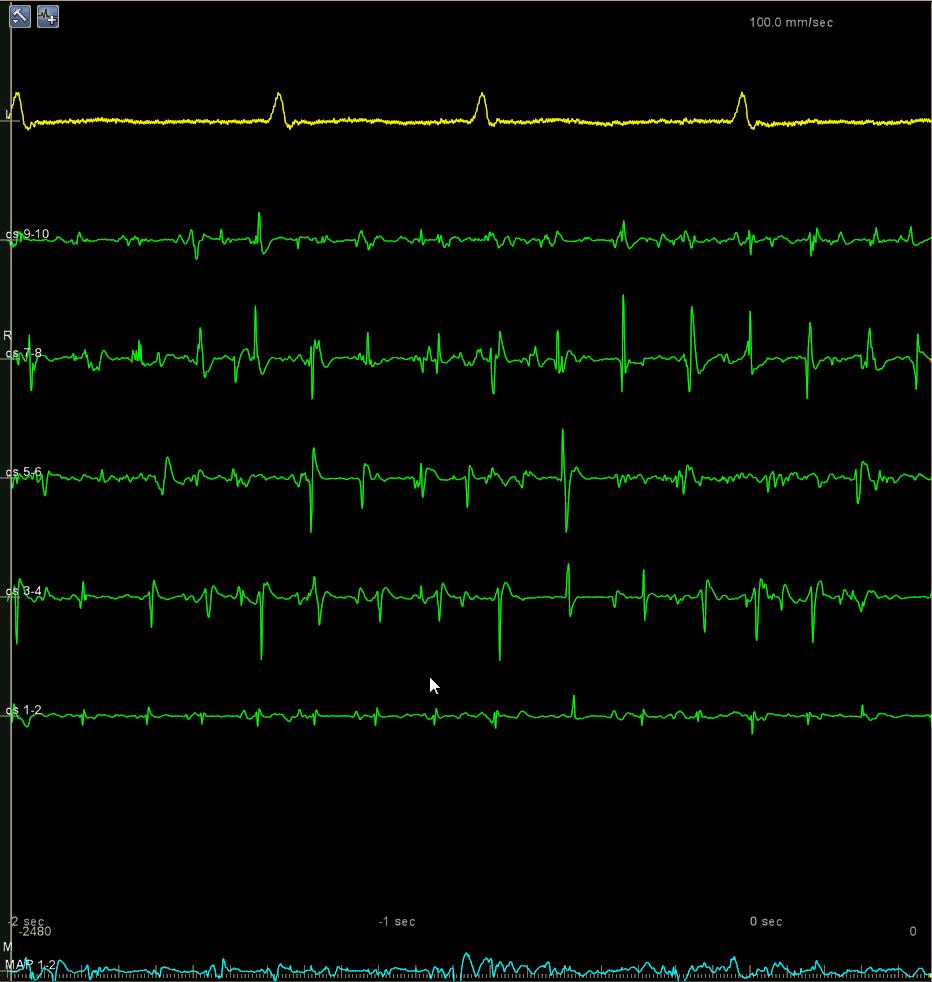 100.0 mm/sec
cs 9-10
R
cs 7-8
cs 5-6
cs 3-4
cs 1-2
-2 sec
-1 sec
0 sec
-2480
0
M
MAP 1-2